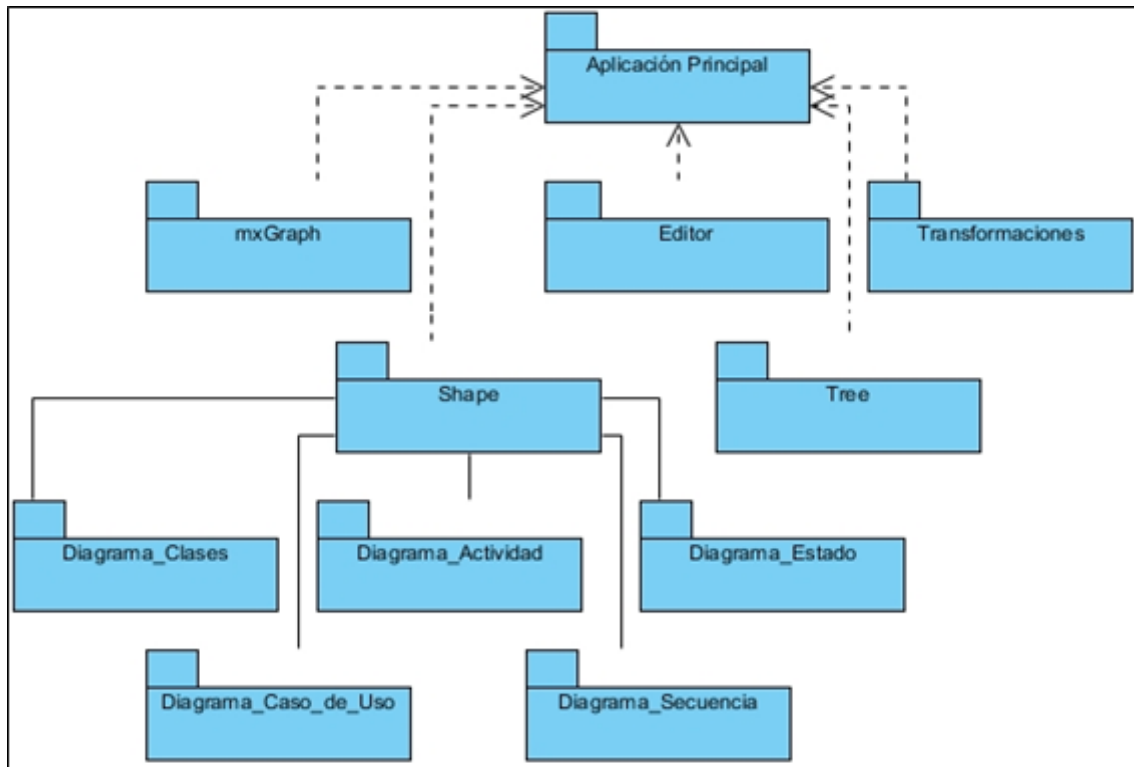 Aplicación Principal
mxGraph
Editor
Transformaciones
Shape
Tree
Diagrama_Clases
Diagrama_Actividad
Diagrama_Estado
Diagrama_Caso_de_Uso
Diagrama_Secuencia